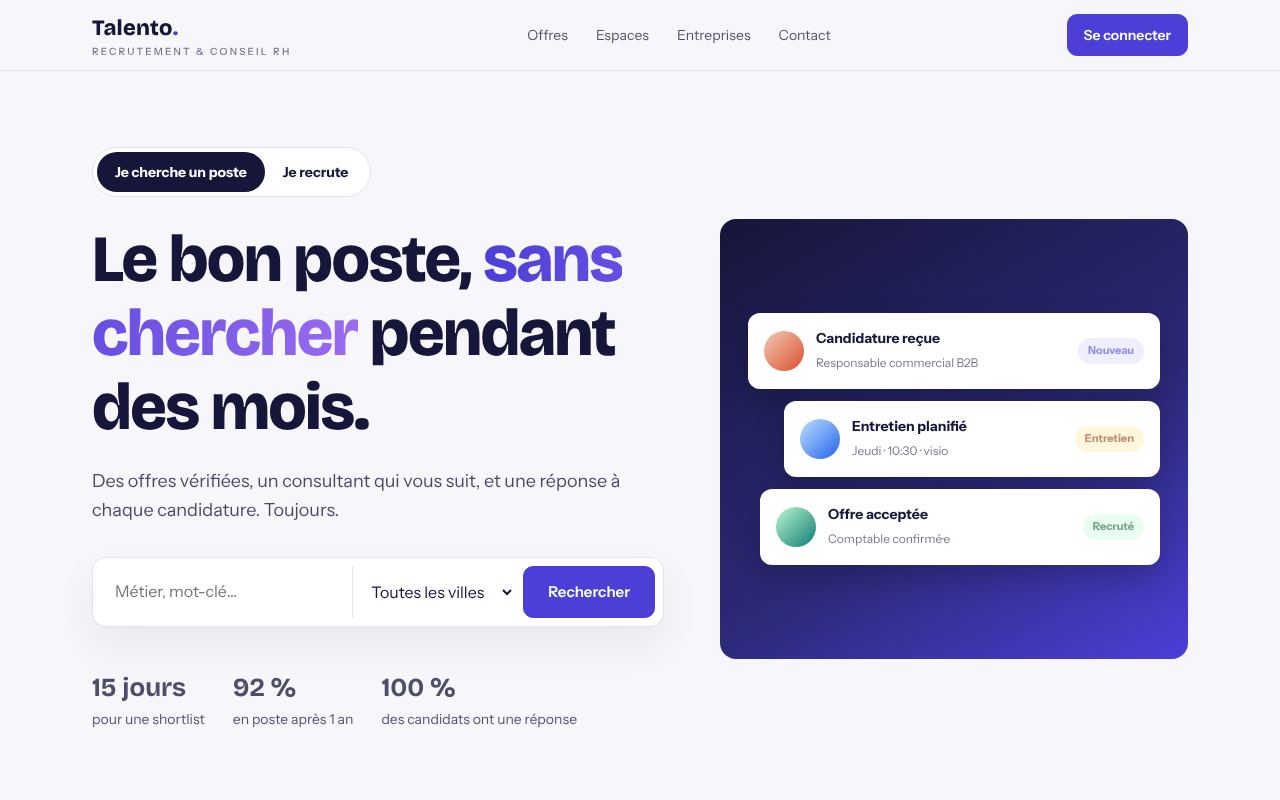 Talento.
RECRUTEMENT & CONSEIL RH
Offres
Espaces
Entreprises
Contact
Se connecter
Je cherche un poste
Je recrute
Le bon poste, sans
chercher pendant
des mois.
Des offres vérifiées, un consultant qui vous suit, et une réponse à
chaque candidature. Toujours.
Métier, mot-clé…
Toutes les villes
Rechercher
15 jours
pour une shortlist
92 %
en poste après 1 an
100 %
des candidats ont une réponse
Candidature reçue
Responsable commercial B2B
Nouveau
Entretien planifié
Jeudi · 10:30 · visio
Entretien
Offre acceptée
Comptable confirmé·e
Recruté